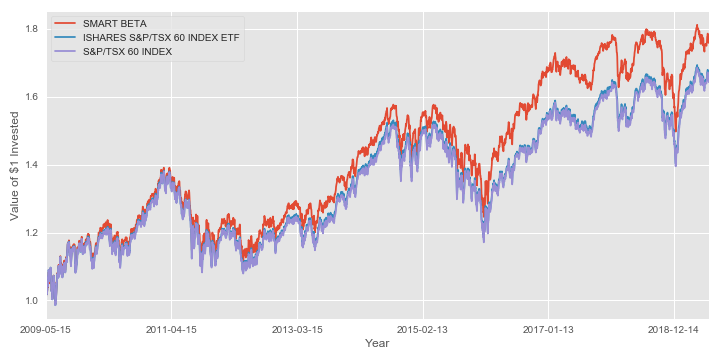 SMART BETA
ISHARES S&P/TSX 60 INDEX ETF
S&P/TSX 60 INDEX
Value of $1 Invested
1.8
1.6
1.4
1.2
1.0
2009-05-15 2011-04-15 2013-03-15 2015-02-13 2017-01-13 2018-12-14
Year